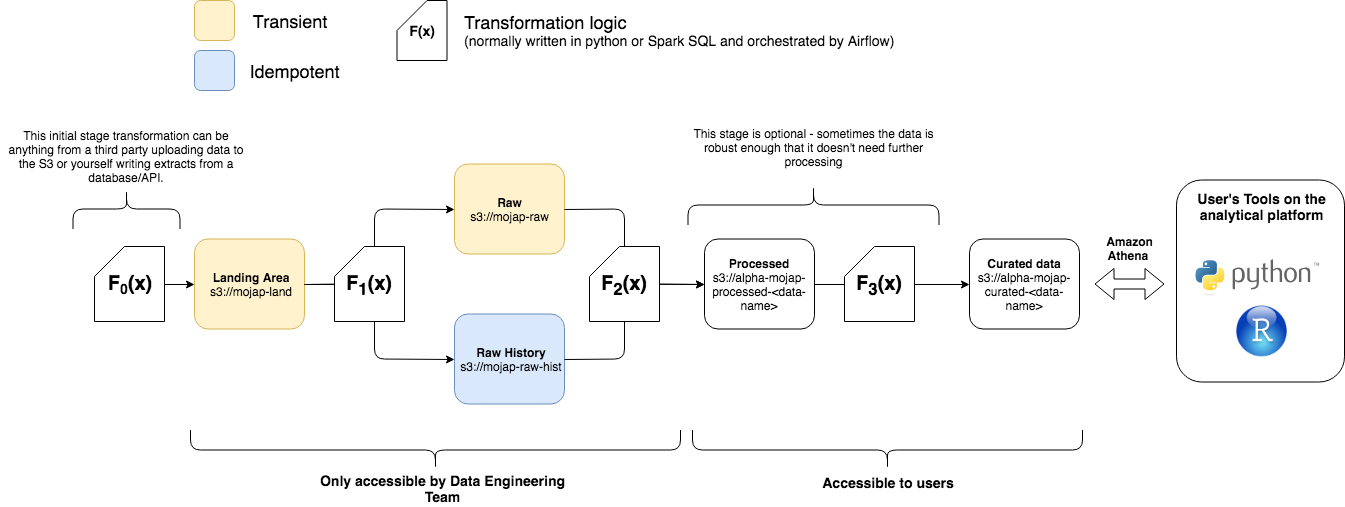 Transient
Idempotent
F(x)
Transformation logic
(normally written in python or Spark SQL and orchestrated by Airflow)
This initial stage transformation can be
anything from a third party uploading data to
the S3 or yourself writing extracts from a
database/API.
This stage is optional - sometimes the data is
robust enough that it doesn't need further
processing
F0(x)
Landing Area
s3://mojap-land
F1(x)
Raw
s3://mojap-raw
Raw History
s3://mojap-raw-hist
F2(x)
Processed
s3://alpha-mojap-
processed-<data-
name>
F3(x)
Curated data
s3://alpha-mojap-
curated-<data-
name>
Amazon
Athena
User's Tools on the
analytical platform
python™
R
Only accessible by Data Engineering
Team
Accessible to users